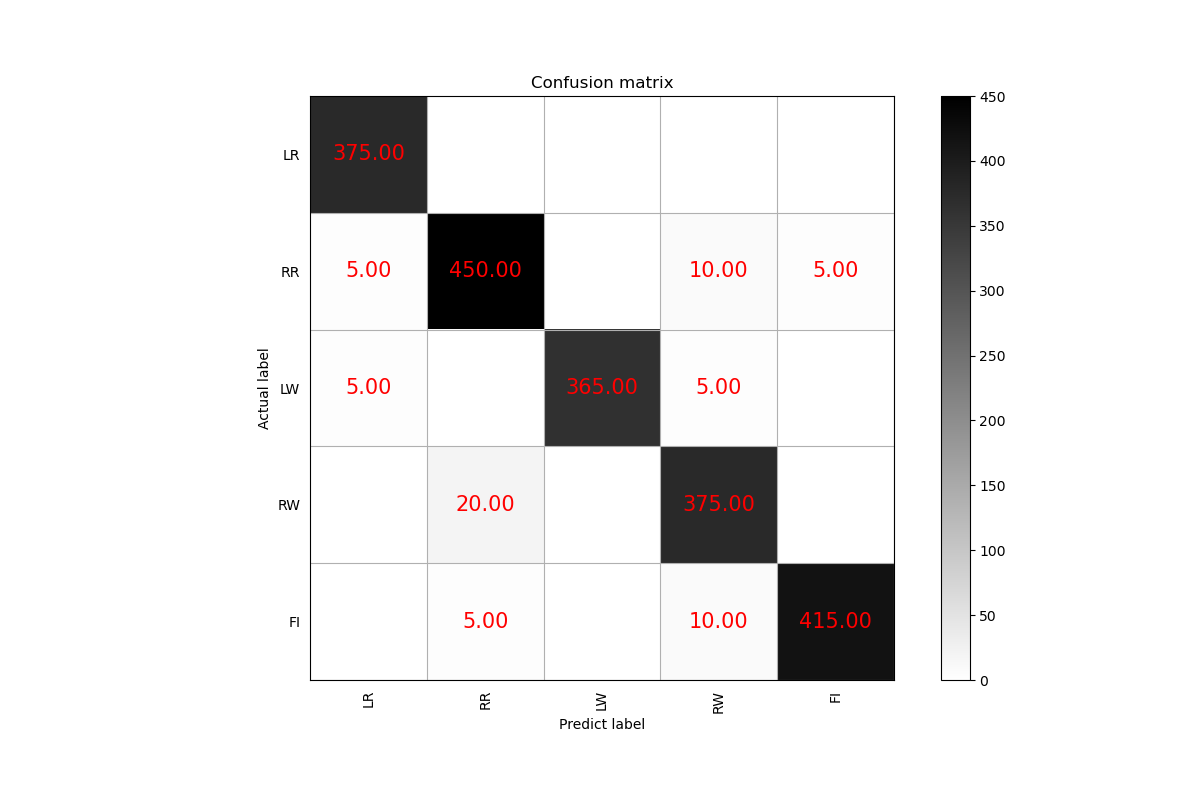 Confusion matrix
LR 375.00
RR 5.00 450.00 10.00 5.00
LW 5.00 365.00 5.00
RW 20.00 375.00
FI 5.00 10.00 415.00
LR RR LW RW FI
Predict label
Actual label
450
400
350
300
250
200
150
100
50
0